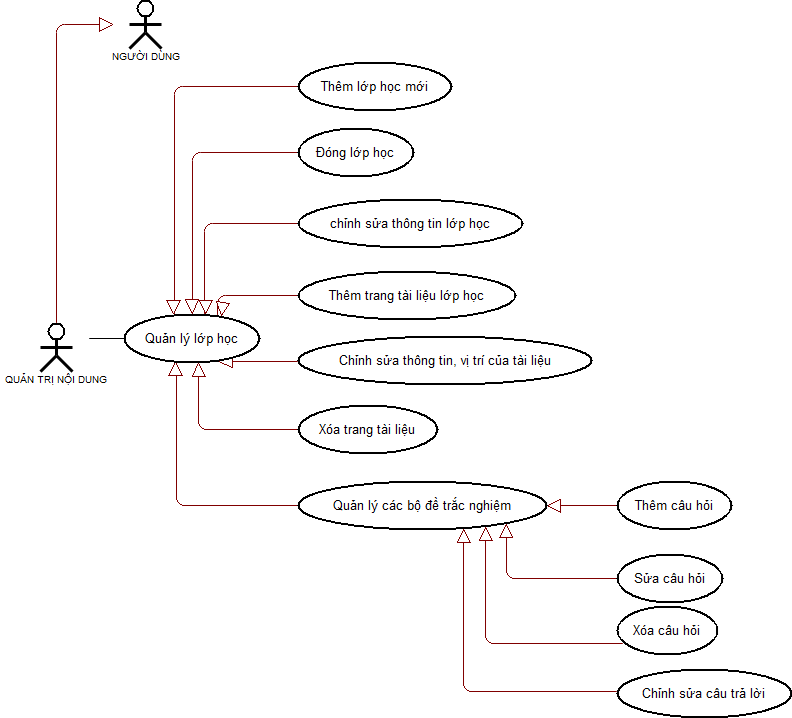 NGƯỜI DÙNG
Thêm lớp học mới
Đóng lớp học
chỉnh sửa thông tin lớp học
Thêm trang tài liệu lớp học
Quản lý lớp học
Chỉnh sửa thông tin, vị trí của tài liệu
QUẢN TRỊ NỘI DUNG
Xóa trang tài liệu
Quản lý các bộ đề trắc nghiệm
Thêm câu hỏi
Sửa câu hỏi
Xóa câu hỏi
Chỉnh sửa câu trả lời